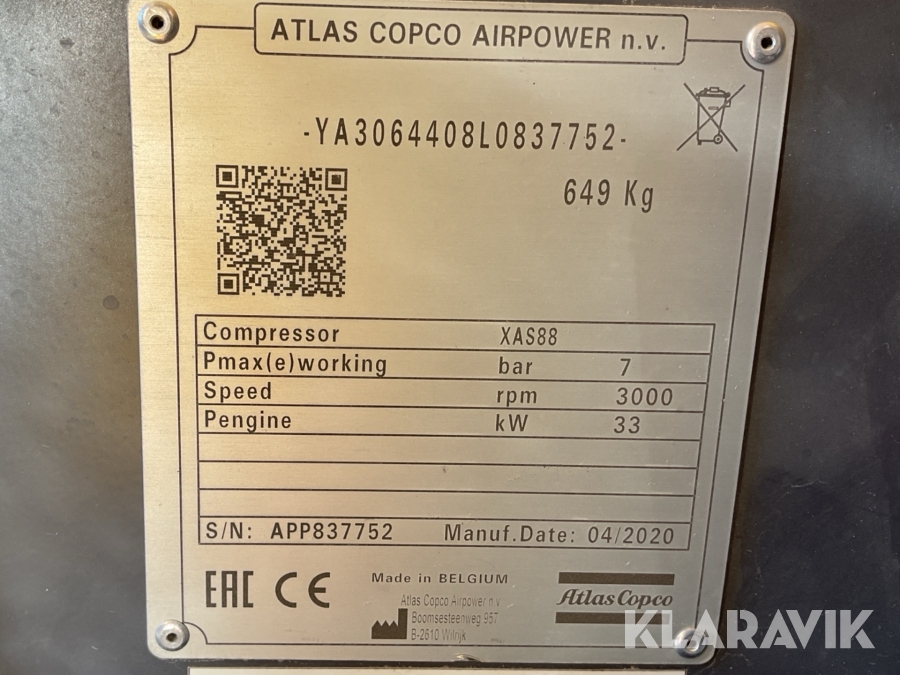 ATLAS COPCO AIRPOWER n.v.
-YA3064408L0837752-
649 Kg
Compressor XAS88
Pmax(e)working bar 7
Speed rpm 3000
Pengine kW 33
S/N: APP837752 Manuf.Date: 04/2020
EAC CE Made in BELGIUM
Atlas Copco Airpower n.v.
Boomsesteenweg 957
B-2610 Wilrijk
Atlas Copco
KLARAVIK